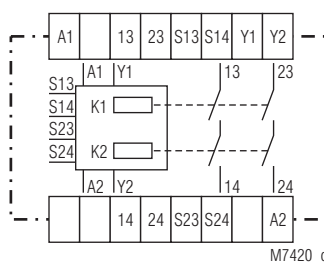 A1 13 23 S13 S14 Y1 Y2
A1 Y1 13 23
S13
S14
S23
S24
K1
K2
A2 Y2 14 24
14 24 S23 S24 A2
M7420_c